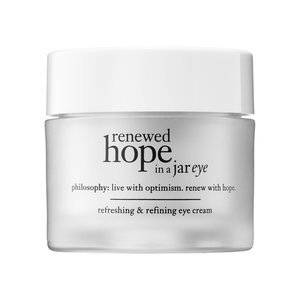 renewed
hope
in a jar eye
philosophy: live with optimism. renew with hope.
refreshing & refining eye cream